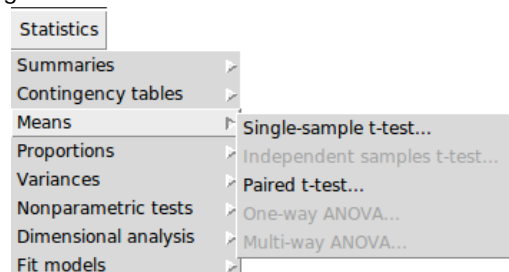 Statistics
Summaries
Contingency tables
Means
Single-sample t-test...
Proportions
Independent samples t-test...
Variances
Paired t-test...
Nonparametric tests
One-way ANOVA...
Dimensional analysis
Multi-way ANOVA...
Fit models